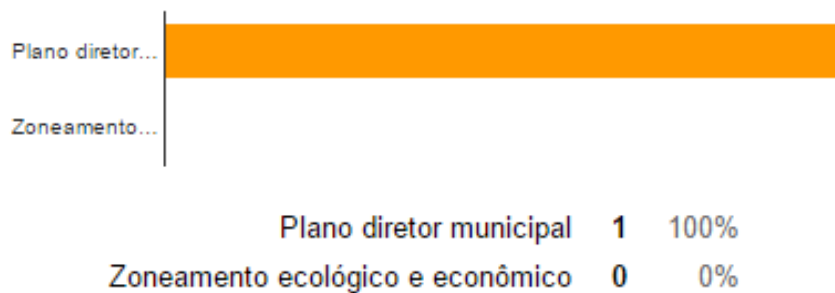 Plano diretor...
Zoneamento...
Plano diretor municipal 1 100%
Zoneamento ecológico e econômico 0 0%